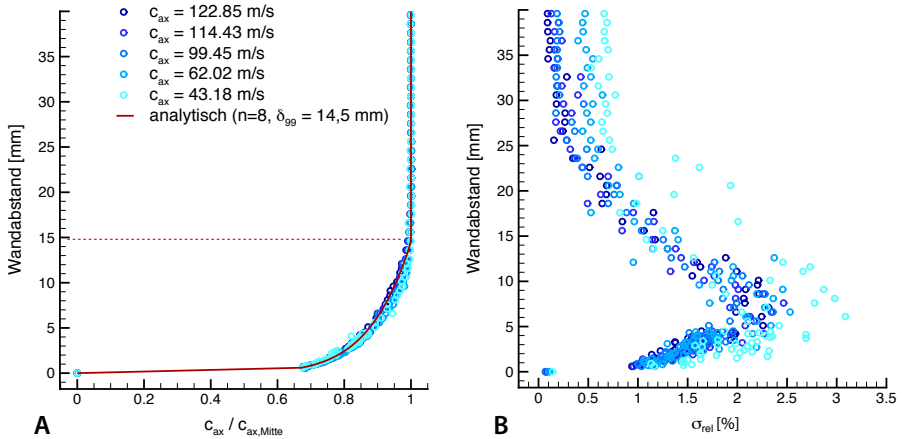 c_ax = 122.85 m/s
c_ax = 114.43 m/s
c_ax = 99.45 m/s
c_ax = 62.02 m/s
c_ax = 43.18 m/s
analytisch (n=8, δ_99 = 14,5 mm)
Wandabstand [mm]
35
30
25
20
15
10
5
0
0
0.2
0.4
0.6
0.8
1
c_ax / c_ax,Mitte
A
Wandabstand [mm]
35
30
25
20
15
10
5
0
0
0.5
1
1.5
2
2.5
3
3.5
σ_rel [%]
B